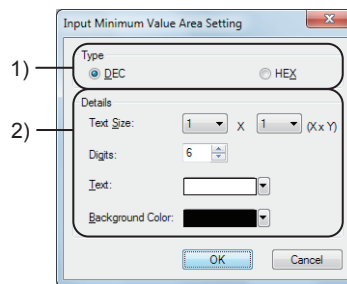 Input Minimum Value Area Setting
1)
Type
DEC
HEX
2)
Details
Text Size: 1 X 1 (X x Y)
Digits: 6
Text:
Background Color:
OK Cancel